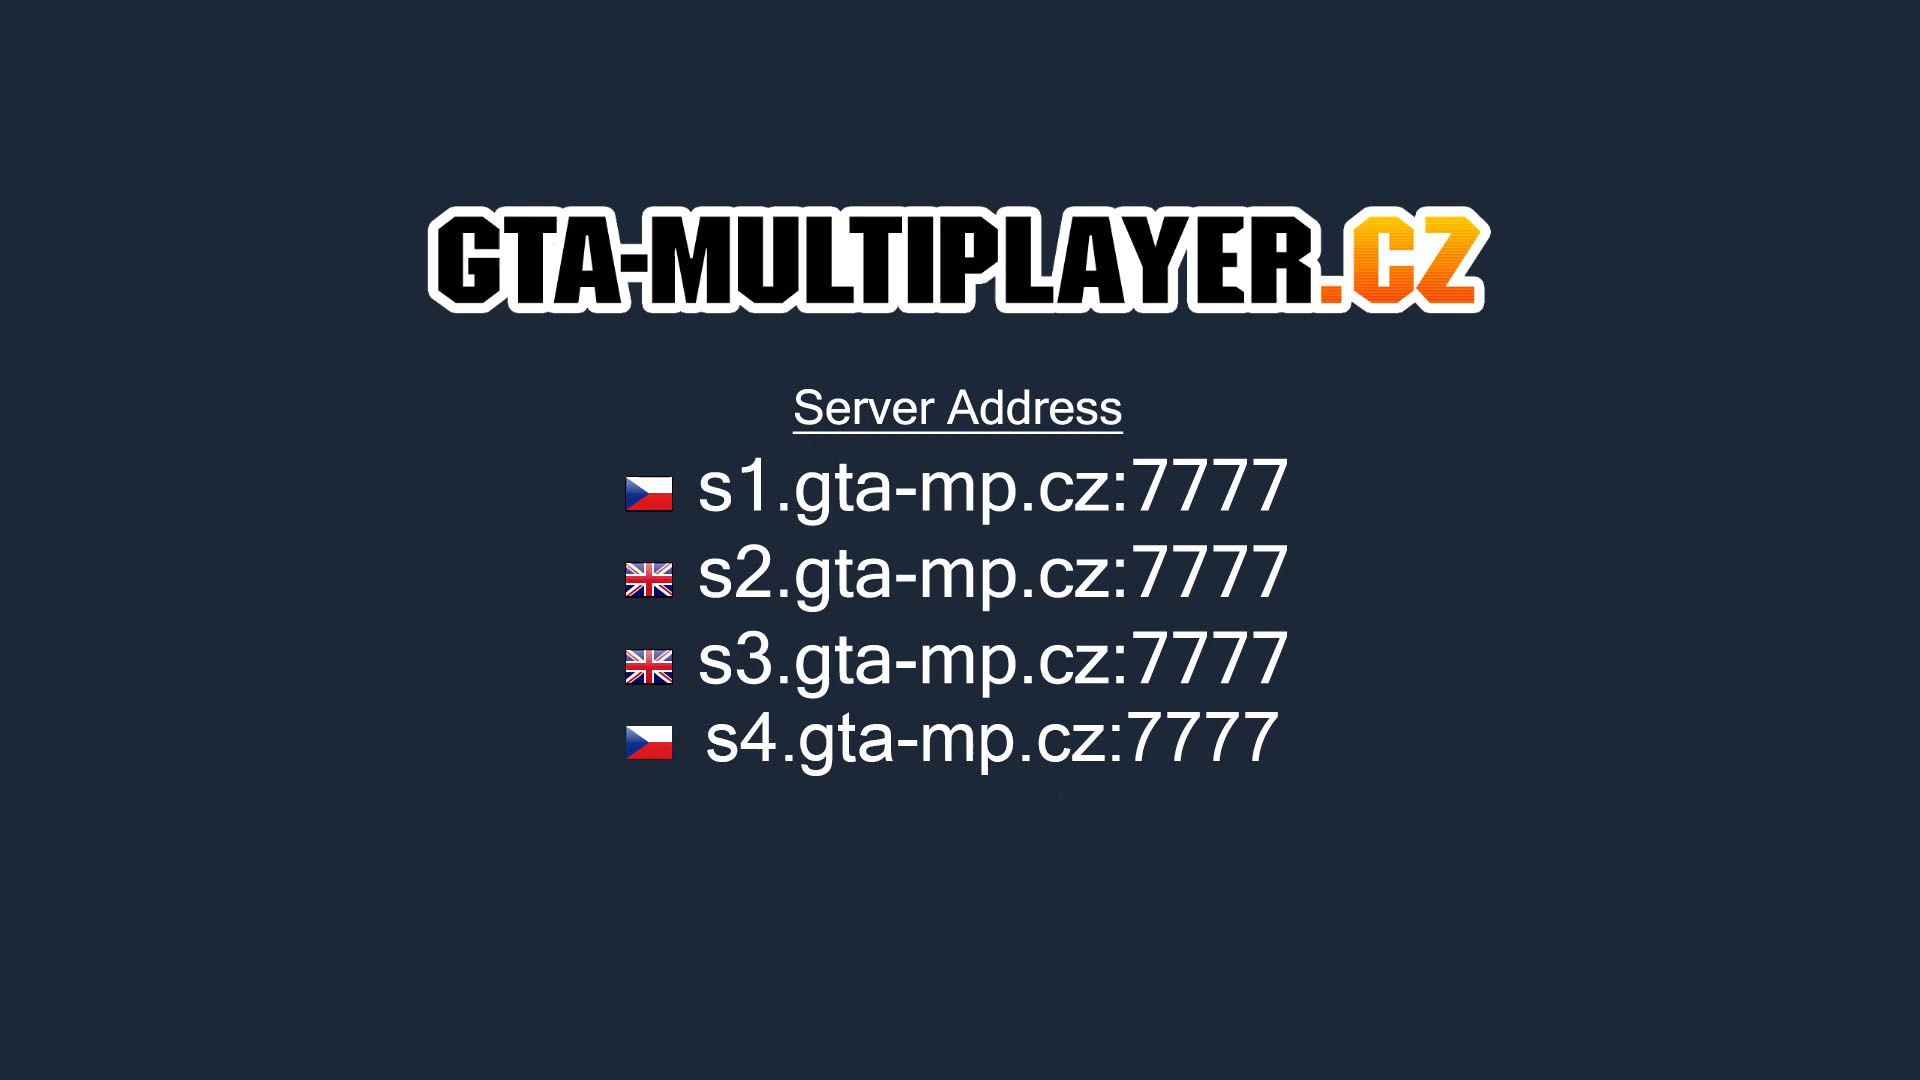 GTA-MULTIPLAYER.CZ
Server Address
s1.gta-mp.cz:7777
s2.gta-mp.cz:7777
s3.gta-mp.cz:7777
s4.gta-mp.cz:7777